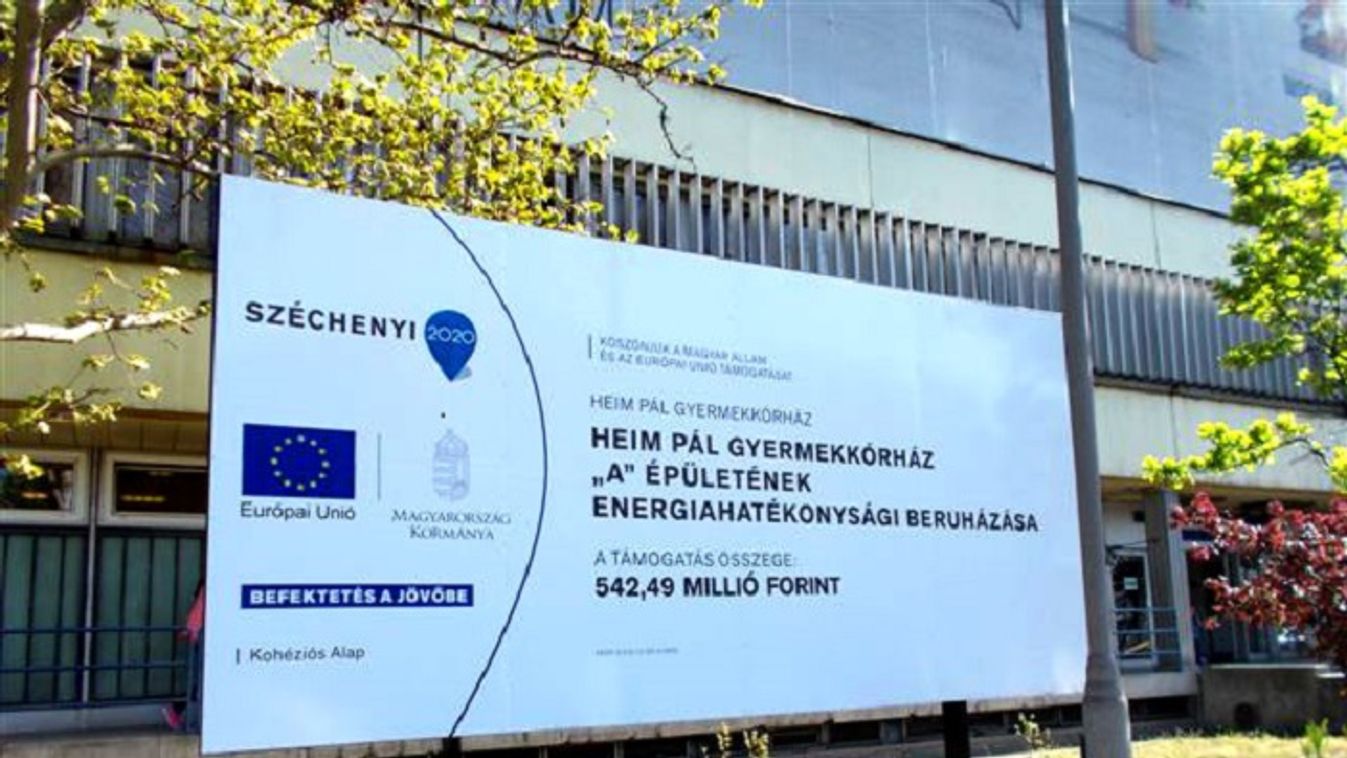 SZÉCHENYI 2020
Európai Unió
MAGYARORSZÁG
KORMÁNYA
BEFEKTETÉS A JÖVŐBE
Kohéziós Alap
KÖSZÖNJÜK A MAGYAR ÁLLAM
ÉS AZ EURÓPAI UNIÓ TÁMOGATÁSÁT
HEIM PÁL GYERMEKKÓRHÁZ
HEIM PÁL GYERMEKKÓRHÁZ
„A” ÉPÜLETÉNEK
ENERGIAHATÉKONYSÁGI BERUHÁZÁSA
A TÁMOGATÁS ÖSSZEGE:
542,49 MILLIÓ FORINT